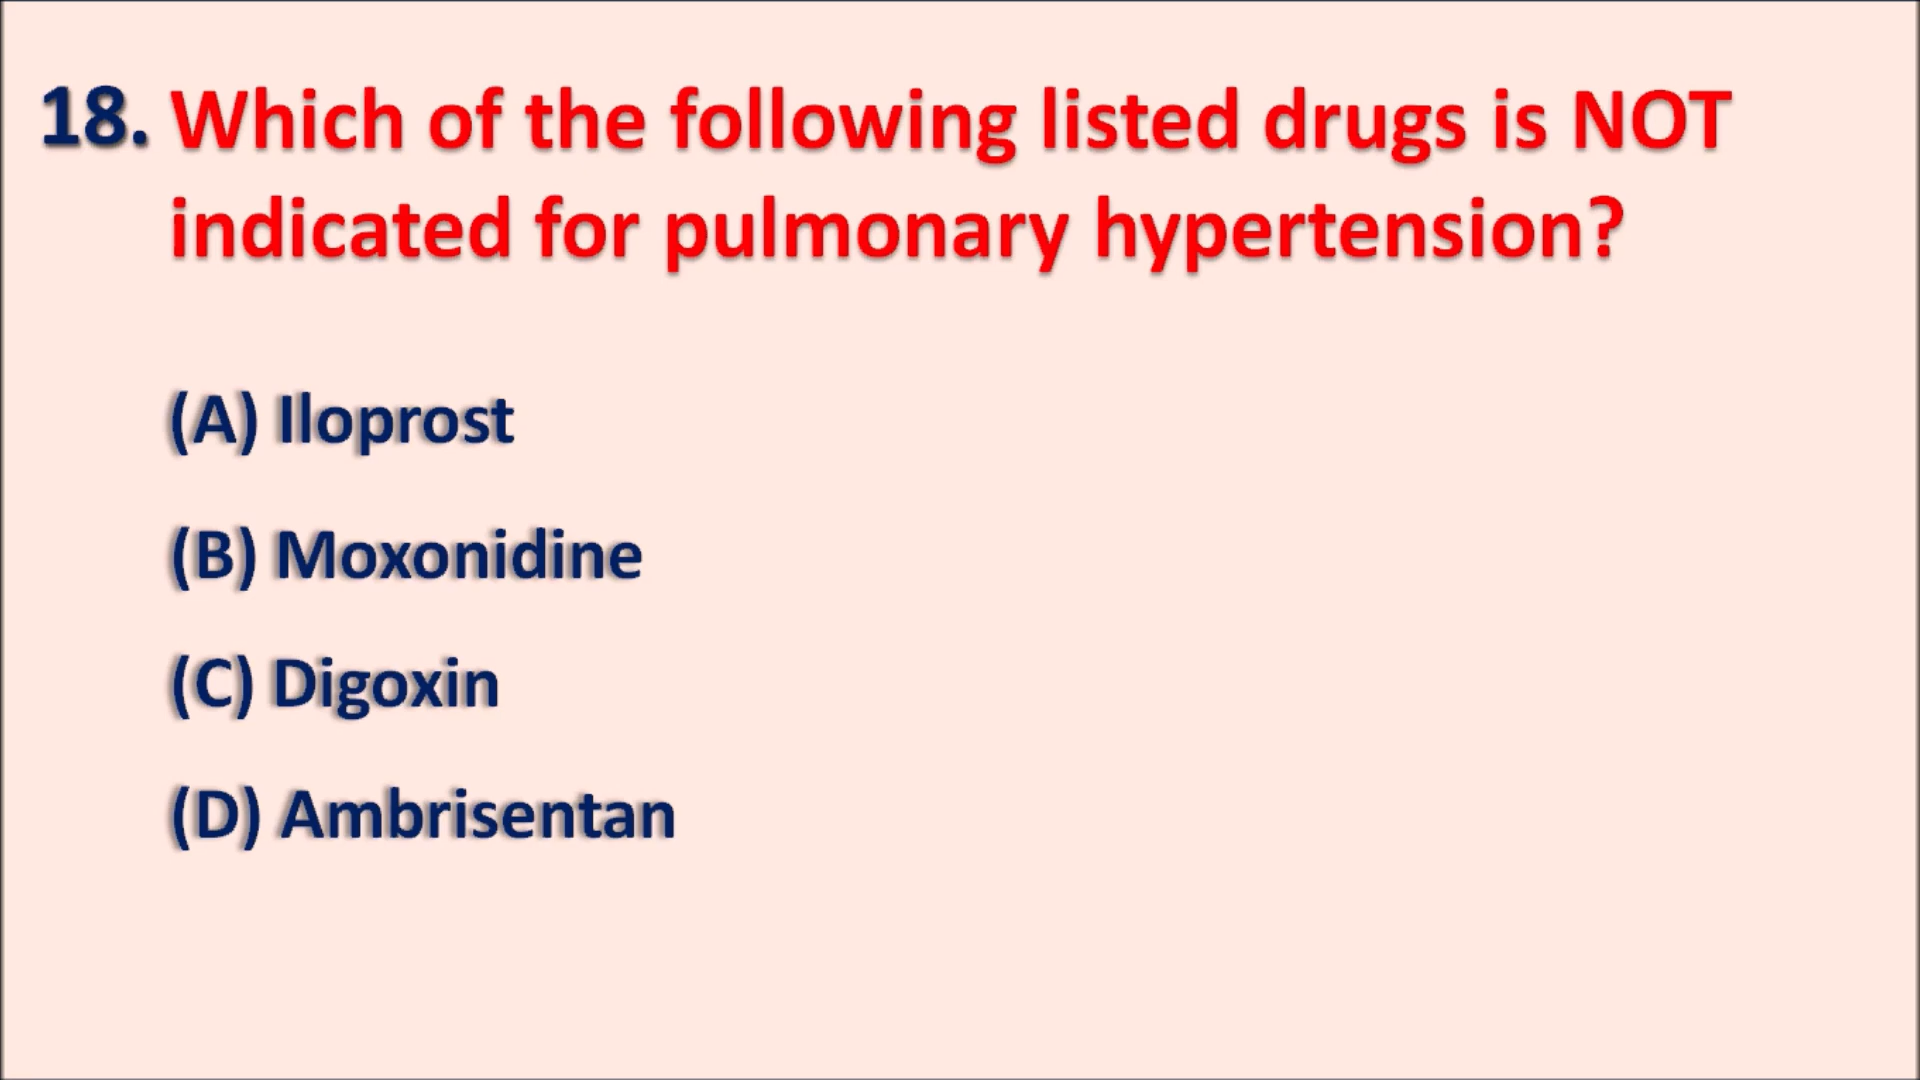 18. Which of the following listed drugs is NOT
indicated for pulmonary hypertension?
(A) Iloprost
(B) Moxonidine
(C) Digoxin
(D) Ambrisentan